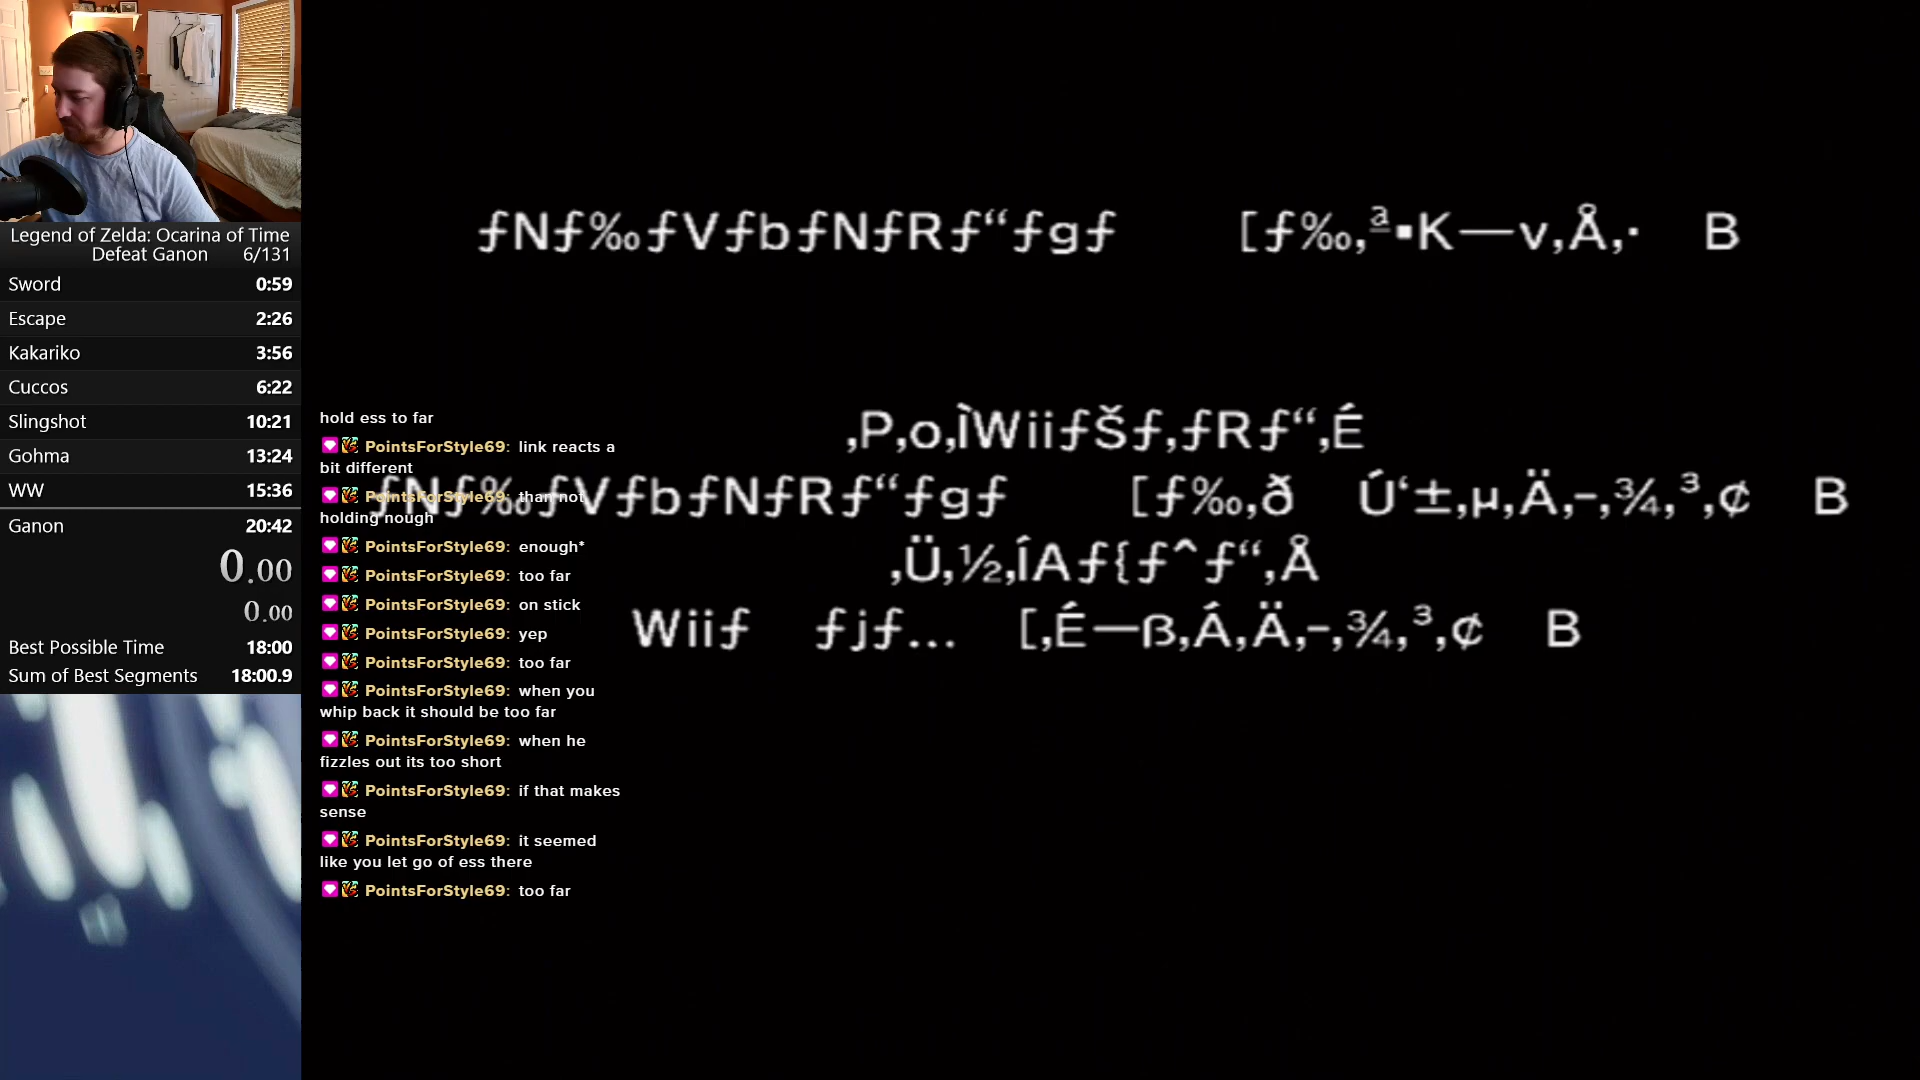 Legend of Zelda: Ocarina of Time
Defeat Ganon 6/131
Sword 0:59
Escape 2:26
Kakariko 3:56
Cuccos 6:22
Slingshot 10:21
Gohma 13:24
WW 15:36
Ganon 20:42
0.00
0.00
Best Possible Time 18:00
Sum of Best Segments 18:00.9
hold ess to far
PointsForStyle69: link reacts a
bit different
PointsForStyle69: than not
holding nough
PointsForStyle69: enough*
PointsForStyle69: too far
PointsForStyle69: on stick
PointsForStyle69: yep
PointsForStyle69: too far
PointsForStyle69: when you
whip back it should be too far
PointsForStyle69: when he
fizzles out its too short
PointsForStyle69: if that makes
sense
PointsForStyle69: it seemed
like you let go of ess there
PointsForStyle69: too far
ƒNƒ‰ƒVƒbƒNƒRƒ“ƒgƒ [ƒ‰‚ª▪K—v‚Å‚· B
‚P‚o‚ÌWiiƒŠƒ‚ƒRƒ“‚É
ƒNƒ‰ƒVƒbƒNƒRƒ“ƒgƒ [ƒ‰‚ð Ú‘±‚µ‚Ä‚­‚¾‚³‚¢ B
‚Ü‚½‚ÍAƒ{ƒ^ƒ“‚Å
Wiiƒ ƒjƒ… [‚É—ß‚Á‚Ä‚­‚¾‚³‚¢ B